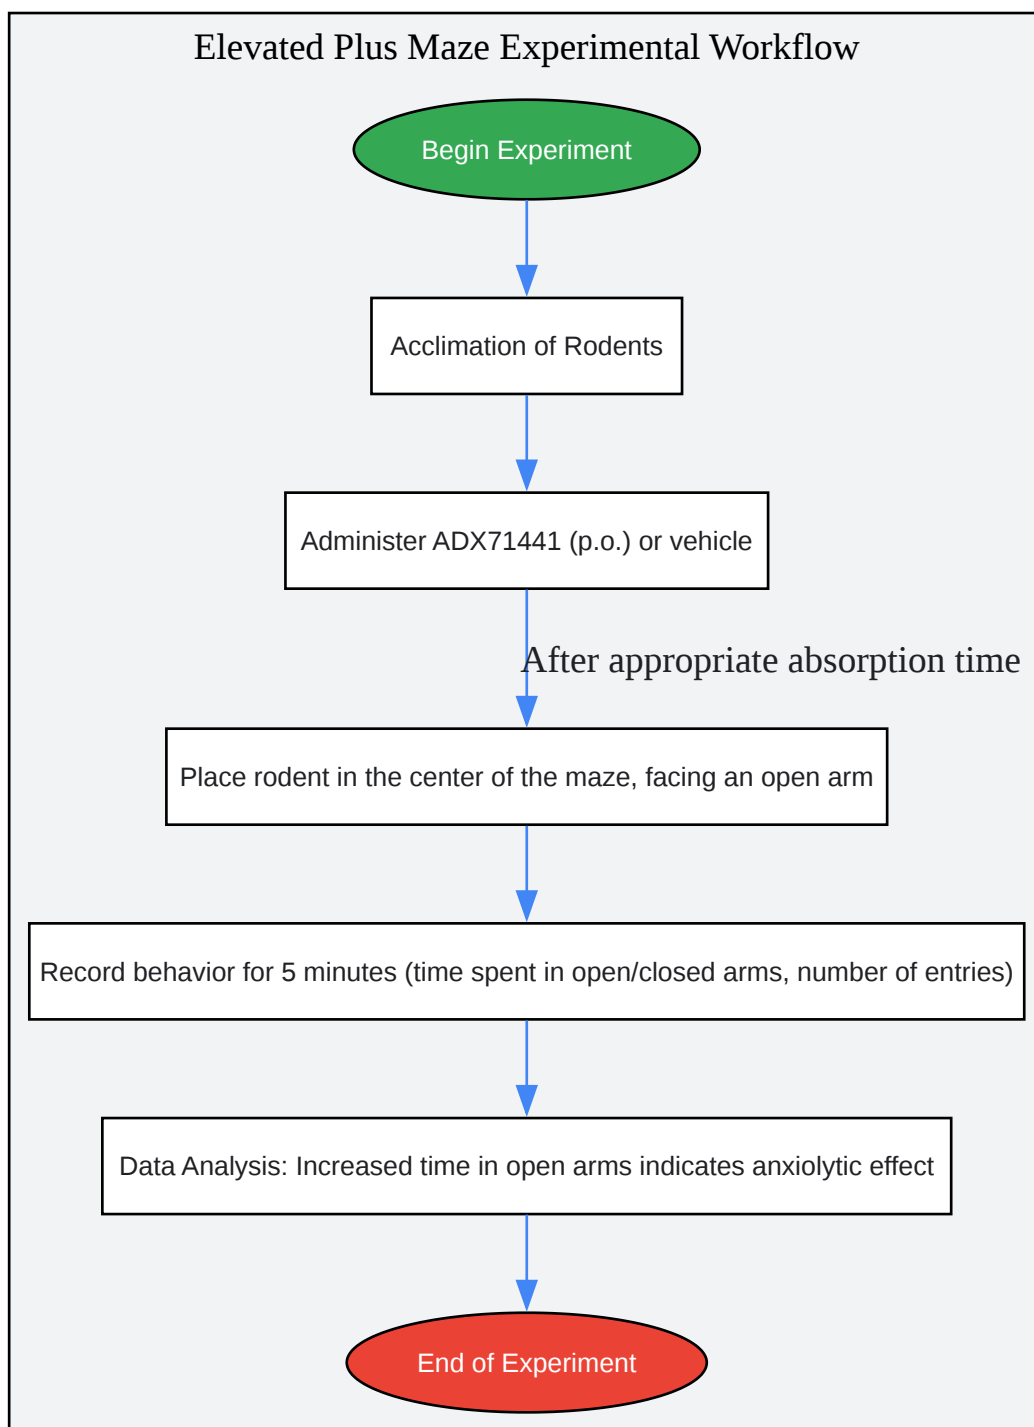 Elevated Plus Maze Experimental Workflow
Begin Experiment
Acclimation of Rodents
Administer ADX71441 (p.o.) or vehicle
After appropriate absorption time
Place rodent in the center of the maze, facing an open arm
Record behavior for 5 minutes (time spent in open/closed arms, number of entries)
Data Analysis: Increased time in open arms indicates anxiolytic effect
End of Experiment